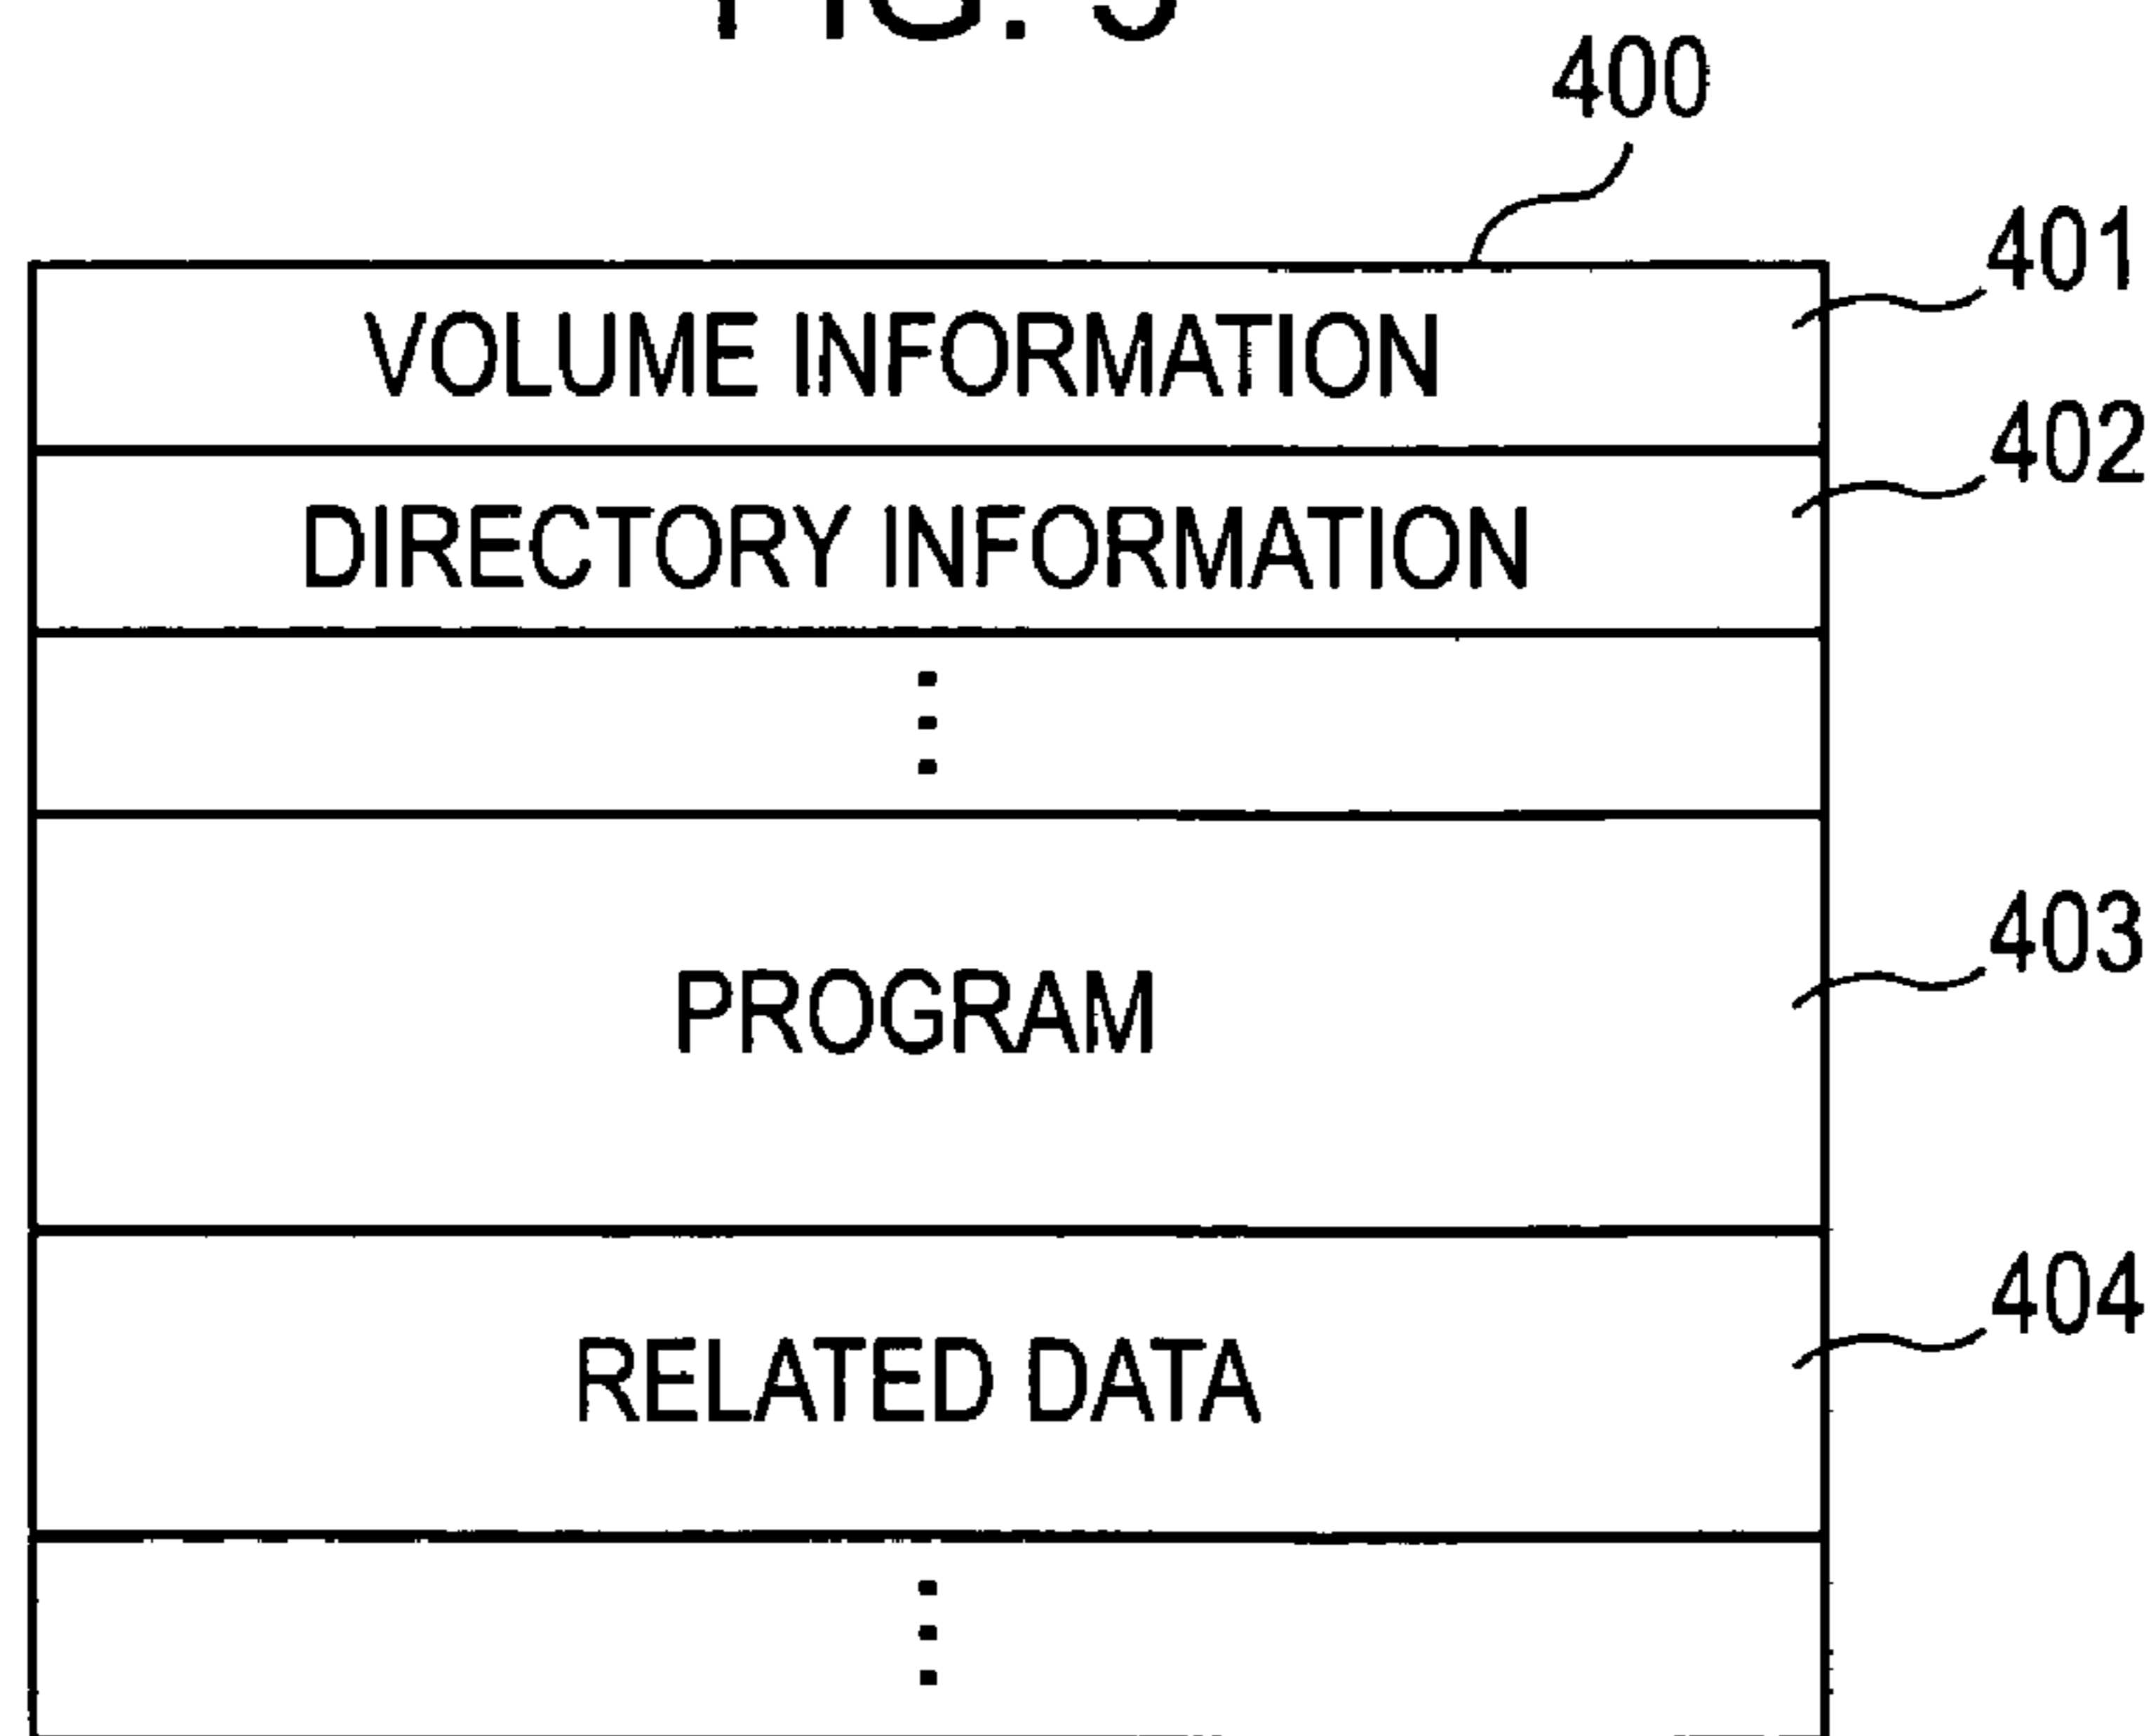 400
401
VOLUME INFORMATION
402
DIRECTORY INFORMATION
403
PROGRAM
404
RELATED DATA